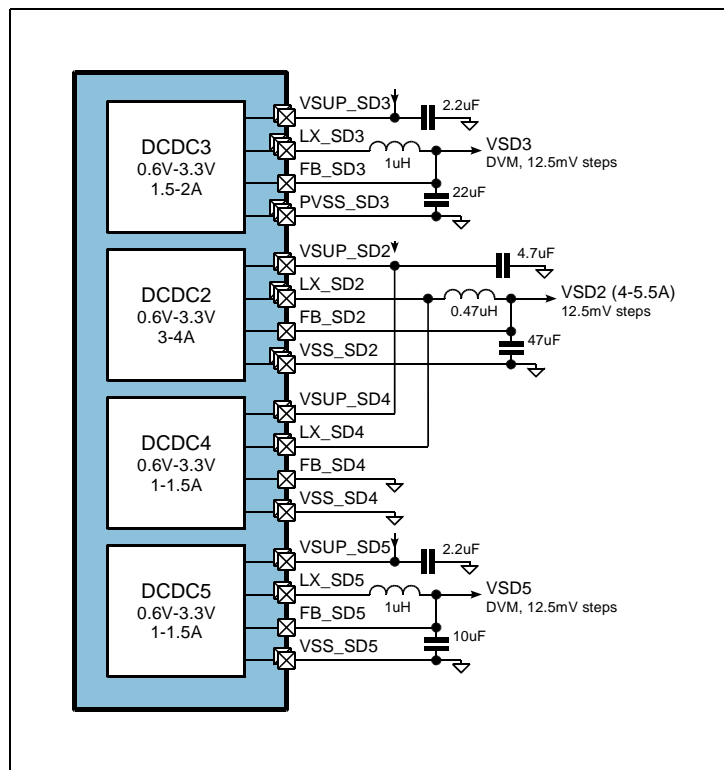 VSUP_SD3
2.2uF
DCDC3
0.6V-3.3V
1.5-2A
LX_SD3
1uH
VSD3
DVM, 12.5mV steps
FB_SD3
22uF
PVSS_SD3
VSUP_SD2
4.7uF
DCDC2
0.6V-3.3V
3-4A
LX_SD2
0.47uH
VSD2 (4-5.5A)
12.5mV steps
FB_SD2
47uF
VSS_SD2
VSUP_SD4
DCDC4
0.6V-3.3V
1-1.5A
LX_SD4
FB_SD4
VSS_SD4
VSUP_SD5
2.2uF
DCDC5
0.6V-3.3V
1-1.5A
LX_SD5
1uH
VSD5
DVM, 12.5mV steps
FB_SD5
10uF
VSS_SD5